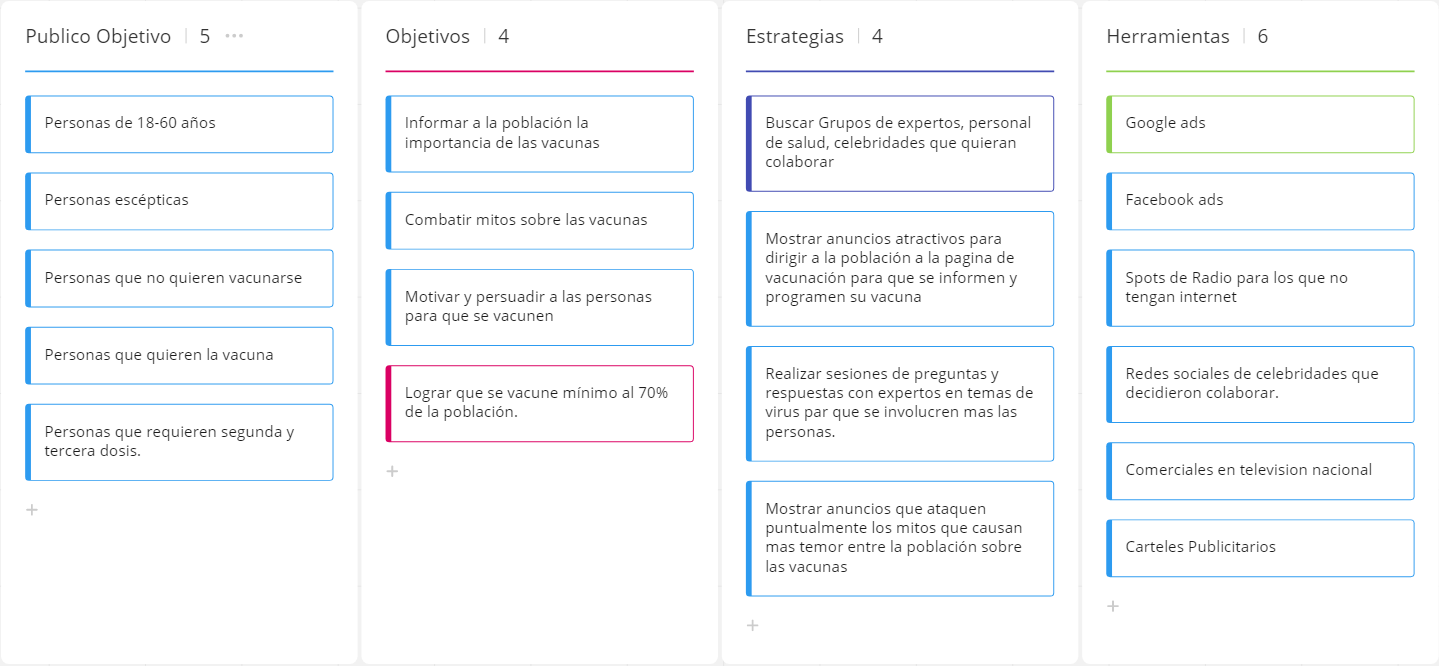 Publico Objetivo | 5 ...
Personas de 18-60 años
Personas escépticas
Personas que no quieren vacunarse
Personas que quieren la vacuna
Personas que requieren segunda y
tercera dosis.
+
Objetivos | 4
Informar a la población la
importancia de las vacunas
Combatir mitos sobre las vacunas
Motivar y persuadir a las personas
para que se vacunen
Lograr que se vacune mínimo al 70%
de la población.
+
Estrategias | 4
Buscar Grupos de expertos, personal
de salud, celebridades que quieran
colaborar
Mostrar anuncios atractivos para
dirigir a la población a la pagina de
vacunación para que se informen y
programen su vacuna
Realizar sesiones de preguntas y
respuestas con expertos en temas de
virus par que se involucren mas las
personas.
Mostrar anuncios que ataquen
puntualmente los mitos que causan
mas temor entre la población sobre
las vacunas
+
Herramientas | 6
Google ads
Facebook ads
Spots de Radio para los que no
tengan internet
Redes sociales de celebridades que
decidieron colaborar.
Comerciales en television nacional
Carteles Publicitarios
+